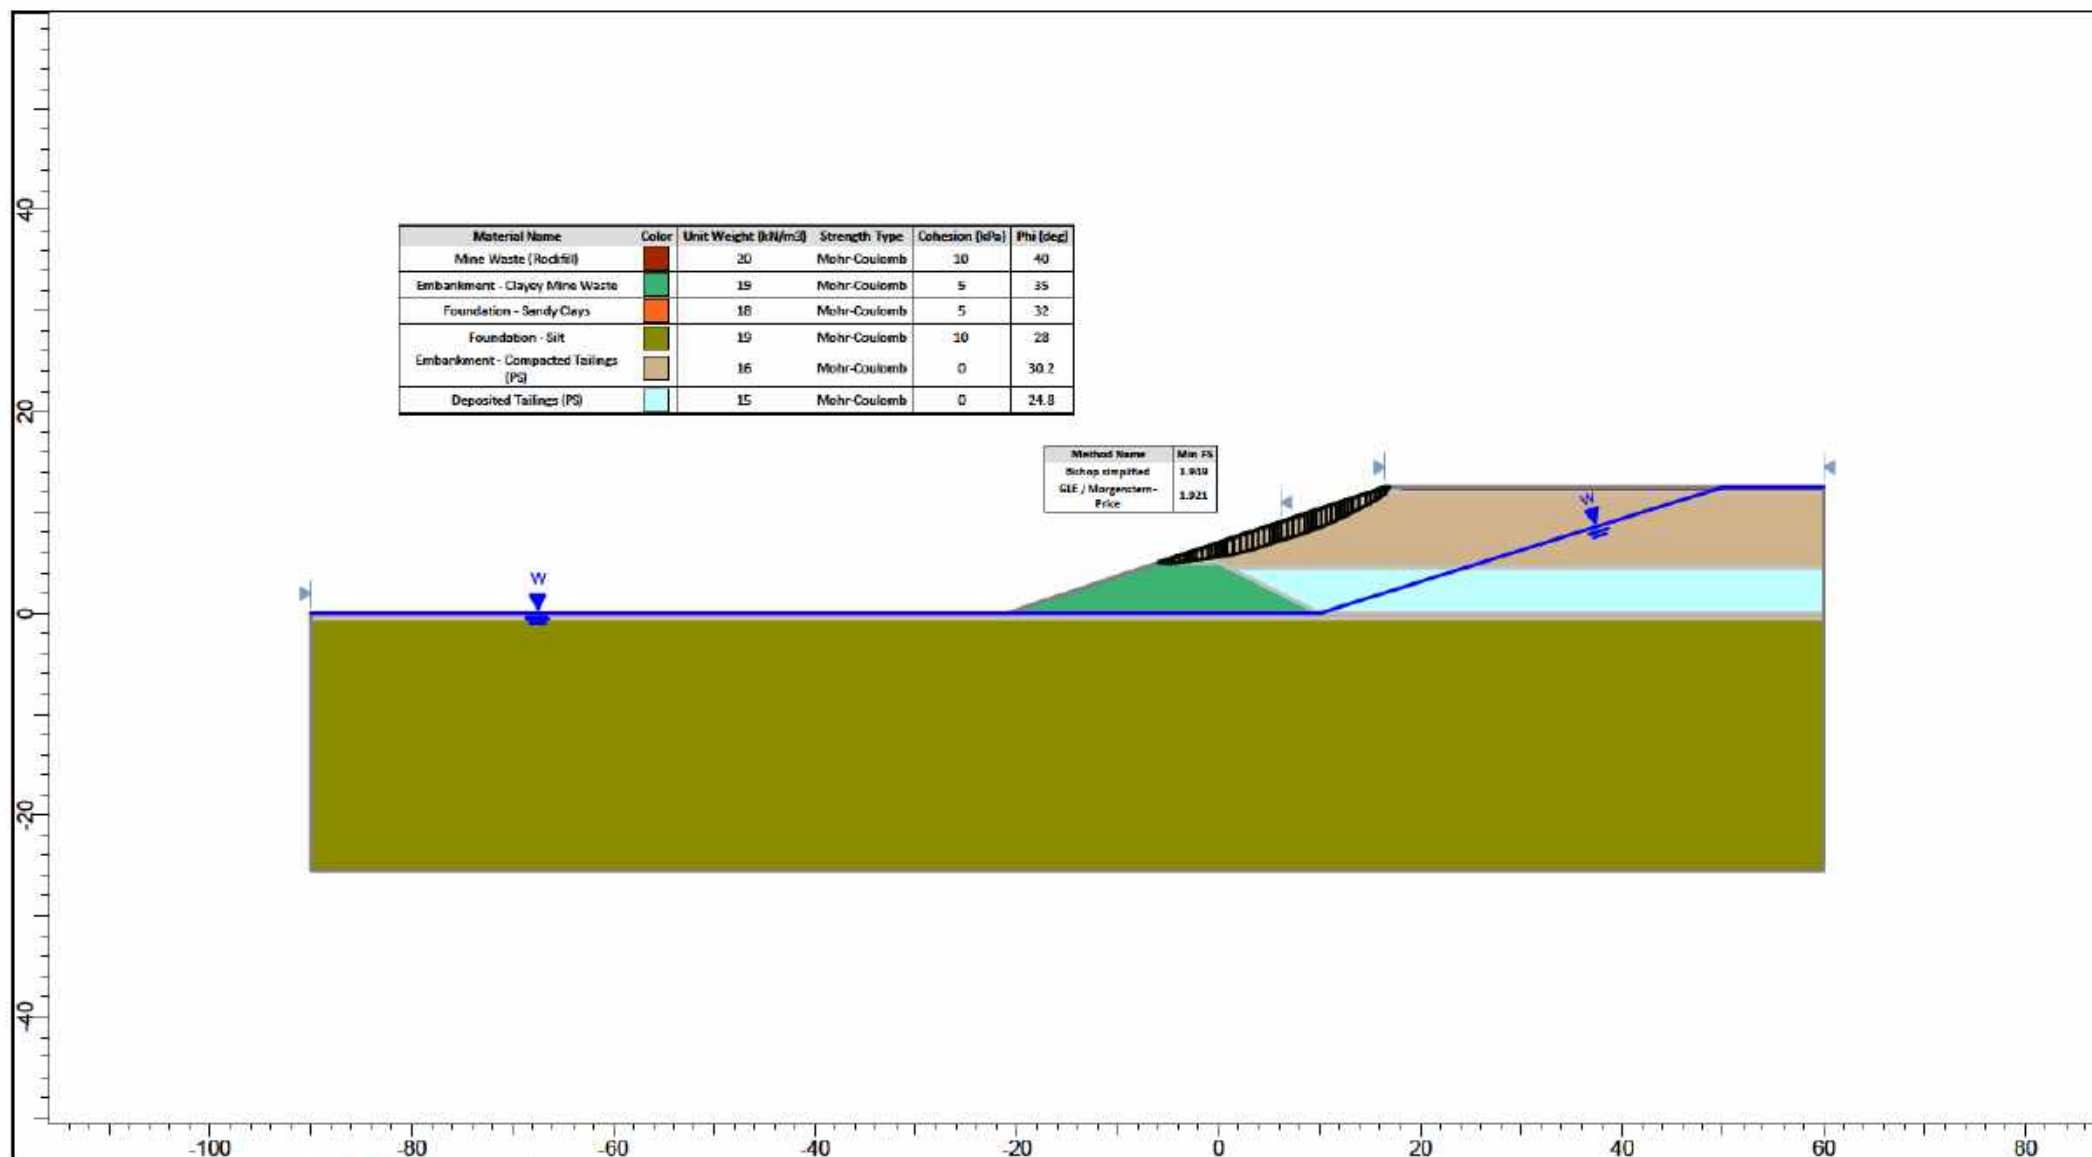 40
20
0
-20
-40
Material Name Color Unit Weight (kN/m3) Strength Type Cohesion (kPa) Phi (deg)
Mine Waste (Rockfill) 20 Mohr-Coulomb 10 40
Embankment - Clayey Mine Waste 19 Mohr-Coulomb 5 35
Foundation - Sandy Clays 18 Mohr-Coulomb 5 32
Foundation - Silt 19 Mohr-Coulomb 10 28
Embankment - Compacted Tailings
(PS) 16 Mohr-Coulomb 0 30.2
Deposited Tailings (PS) 15 Mohr-Coulomb 0 24.8
Method Name Min FS
Bishop simplified
GLE / Morgenstern-
Price 1.921
W
W
-100 -80 -60 -40 -20 0 20 40 60 80